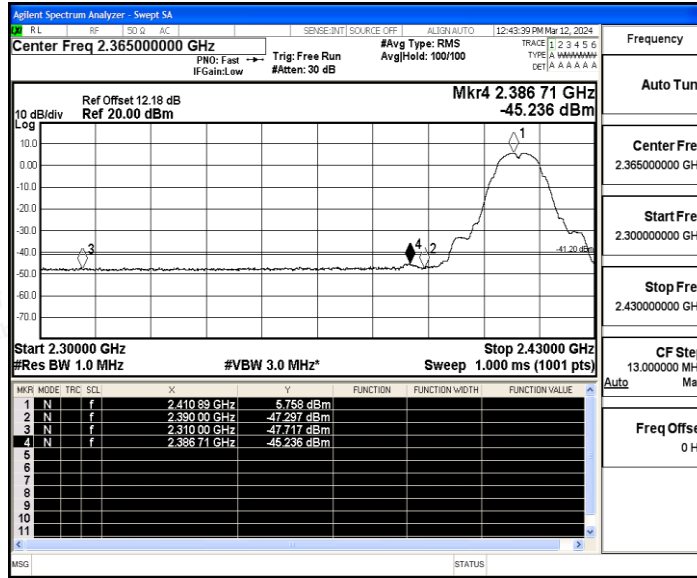 Agilent Spectrum Analyzer - Swept SA
RL RF 50 Ω AC SENSE:INT SOURCE OFF ALIGN AUTO 12:43:39 PM Mar 12, 2024
Center Freq 2.365000000 GHz
PNO: Fast
IFGain:Low
Trig: Free Run
#Atten: 30 dB
#Avg Type: RMS
Avg|Hold: 100/100
TRACE 1 2 3 4 5 6
TYPE A WWWWW
DET A A A A A A
Mkr4 2.386 71 GHz
-45.236 dBm
Ref Offset 12.18 dB
10 dB/div Ref 20.00 dBm
Log
1
10.0
0.00
-10.0
-20.0
-30.0
-40.0
3
4
2
-41.20 dBm
-50.0
-60.0
-70.0
Start 2.30000 GHz Stop 2.43000 GHz
#Res BW 1.0 MHz #VBW 3.0 MHz* Sweep 1.000 ms (1001 pts)
MKR MODE TRC SCL X Y FUNCTION FUNCTION WIDTH FUNCTION VALUE
1 N f 2.410 89 GHz 5.758 dBm
2 N f 2.390 00 GHz -47.297 dBm
3 N f 2.310 00 GHz -47.717 dBm
4 N f 2.386 71 GHz -45.236 dBm
5
6
7
8
9
10
11
MSG STATUS
Frequency
Auto Tun
Center Fre
2.365000000 GH
Start Fre
2.300000000 GH
Stop Fre
2.430000000 GH
CF Ste
13.000000 MH
Auto Ma
Freq Offse
0 H